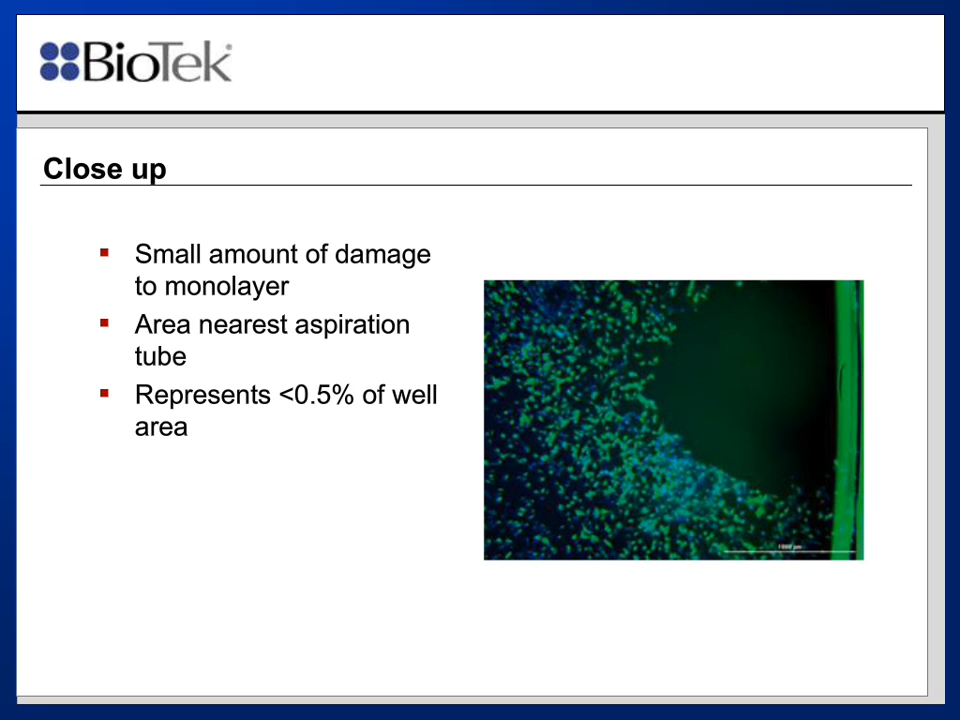 BioTek
Close up
Small amount of damage
to monolayer
Area nearest aspiration
tube
Represents <0.5% of well
area